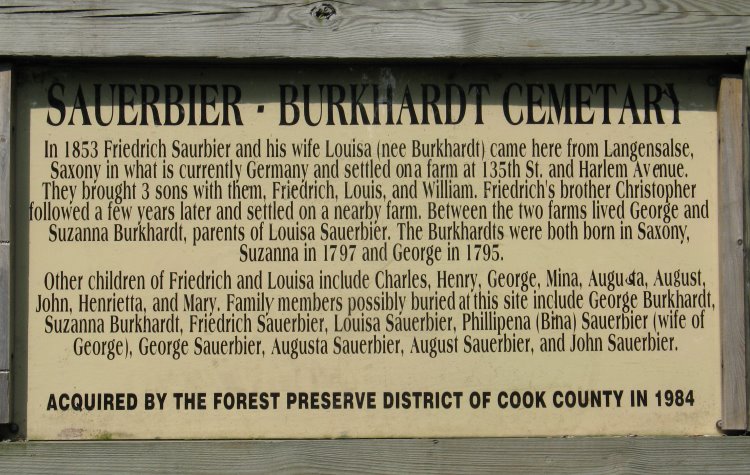 SAUERBIER · BURKHARDT CEMETARY
In 1853 Friedrich Saurbier and his wife Louisa (nee Burkhardt) came here from Langensalse,
Saxony in what is currently Germany and settled on a farm at 135th St. and Harlem Avenue.
They brought 3 sons with them, Friedrich, Louis, and William. Friedrich's brother Christopher
followed a few years later and settled on a nearby farm. Between the two farms lived George and
Suzanna Burkhardt, parents of Louisa Sauerbier. The Burkhardts were both born in Saxony,
Suzanna in 1797 and George in 1795.
Other children of Friedrich and Louisa include Charles, Henry, George, Mina, Augusta, August,
John, Henrietta, and Mary. Family members possibly buried at this site include George Burkhardt,
Suzanna Burkhardt, Friedrich Sauerbier, Louisa Sauerbier, Phillipena (Bina) Sauerbier (wife of
George), George Sauerbier, Augusta Sauerbier, August Sauerbier, and John Sauerbier.
ACQUIRED BY THE FOREST PRESERVE DISTRICT OF COOK COUNTY IN 1984